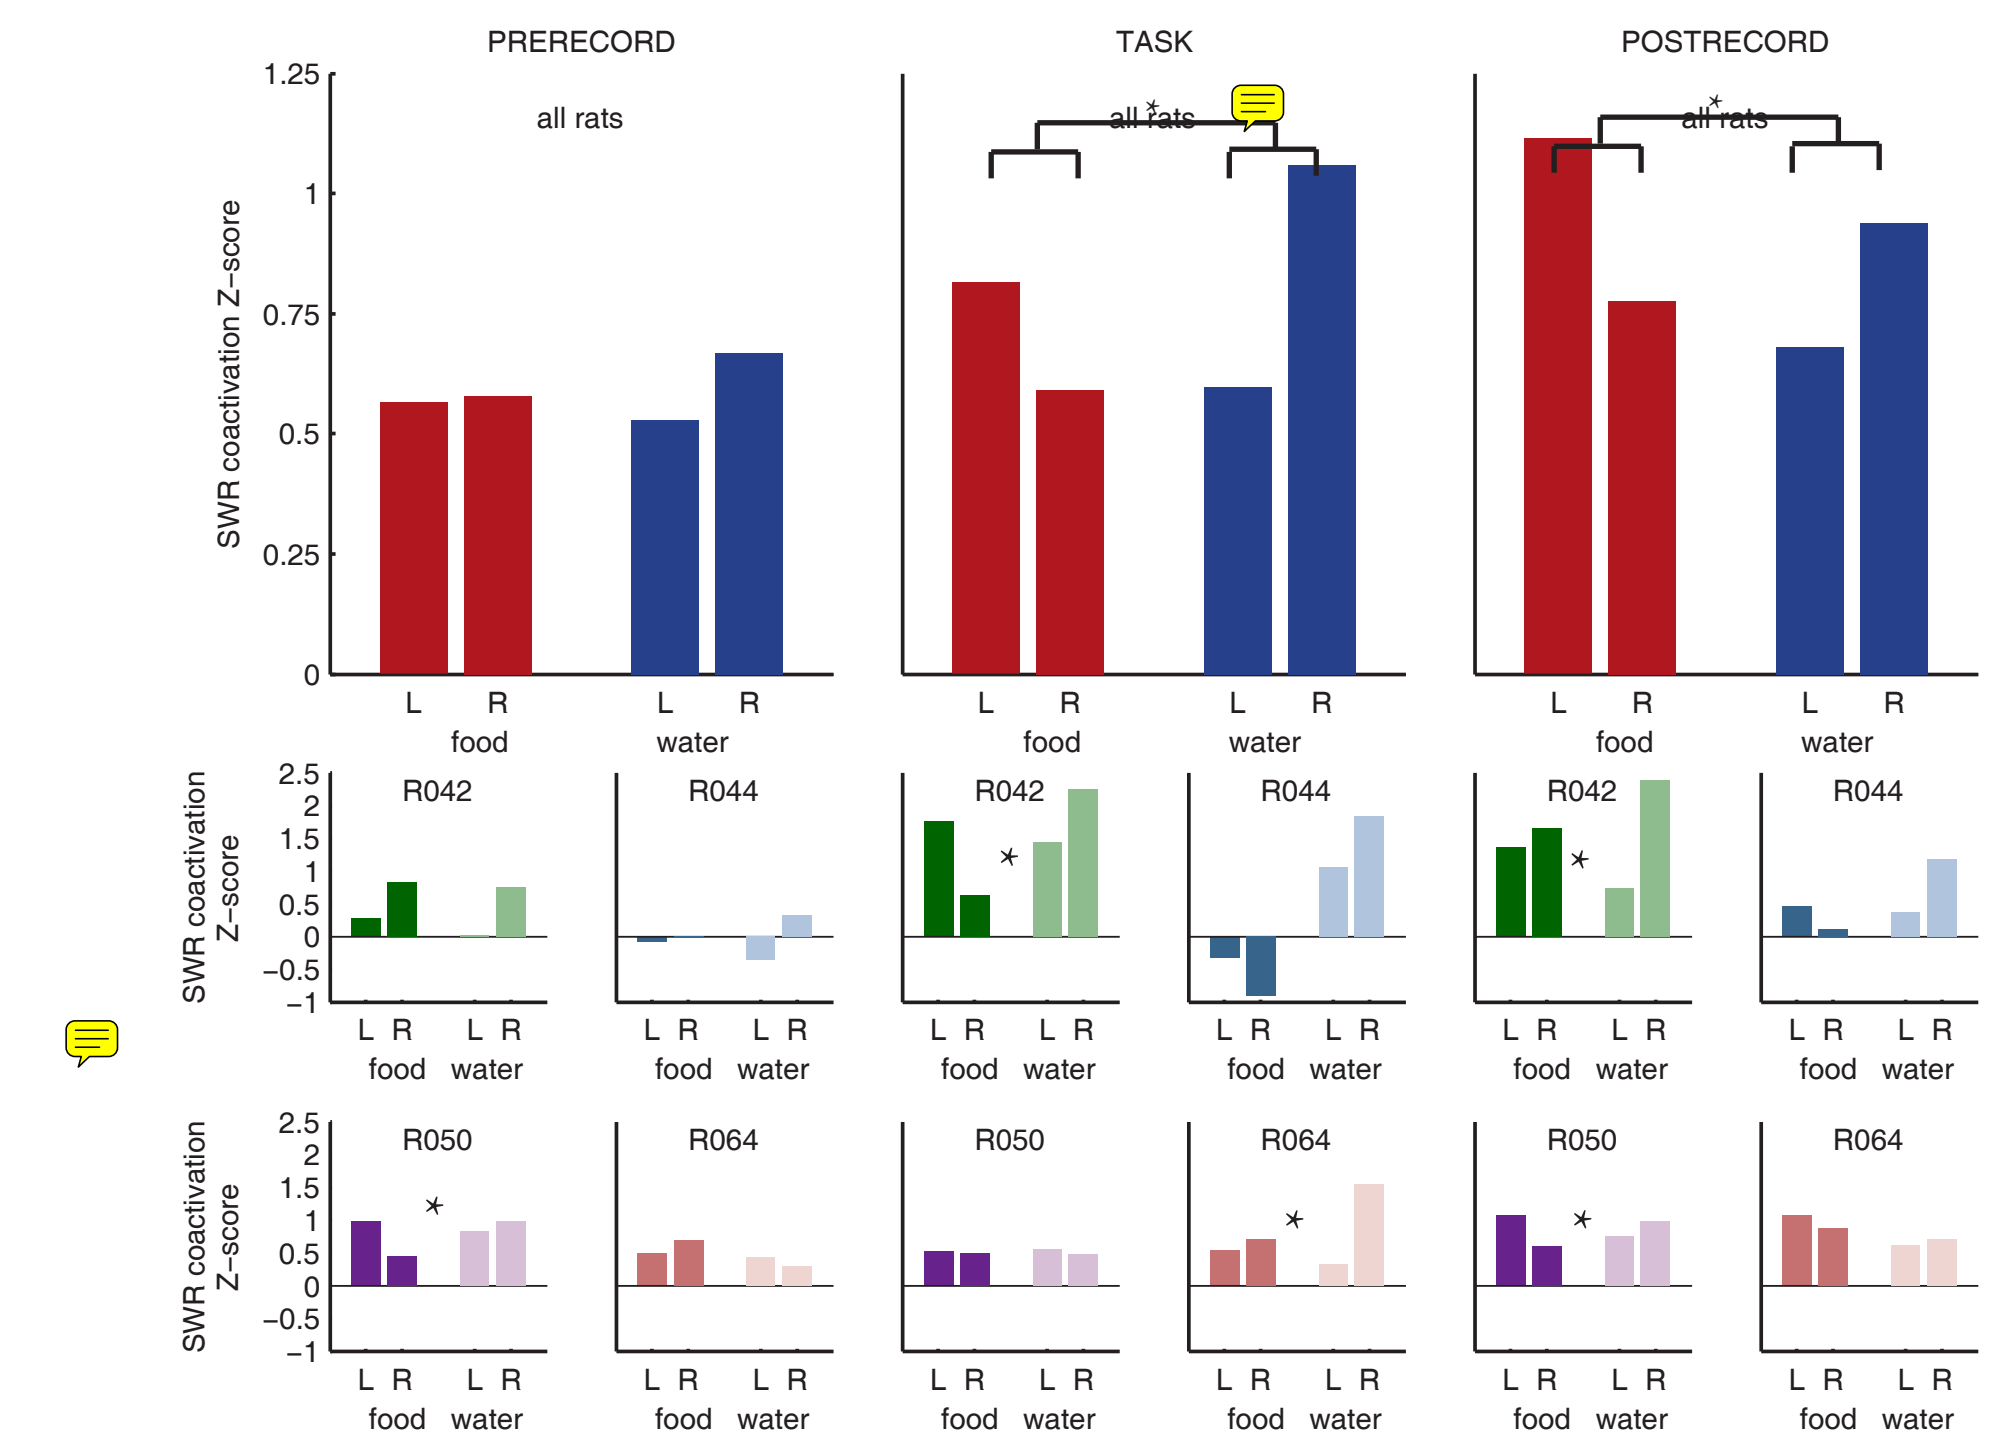 PRERECORD TASK POSTRECORD
SWR coactivation Z−score
1.25
1
0.75
0.5
0.25
0
all rats
* all rats
* all rats
L R L R L R L R L R L R
food water food water food water
SWR coactivation
Z−score
2.5
2
1.5
1
0.5
0
−0.5
−1
R042 R044 R042 R044 R042 R044
* *
L R L R L R L R L R L R L R L R L R L R L R L R
food water food water food water food water food water food water
SWR coactivation
Z−score
2.5
2
1.5
1
0.5
0
−0.5
−1
R050 R064 R050 R064 R050 R064
* * *
L R L R L R L R L R L R L R L R L R L R L R L R
food water food water food water food water food water food water